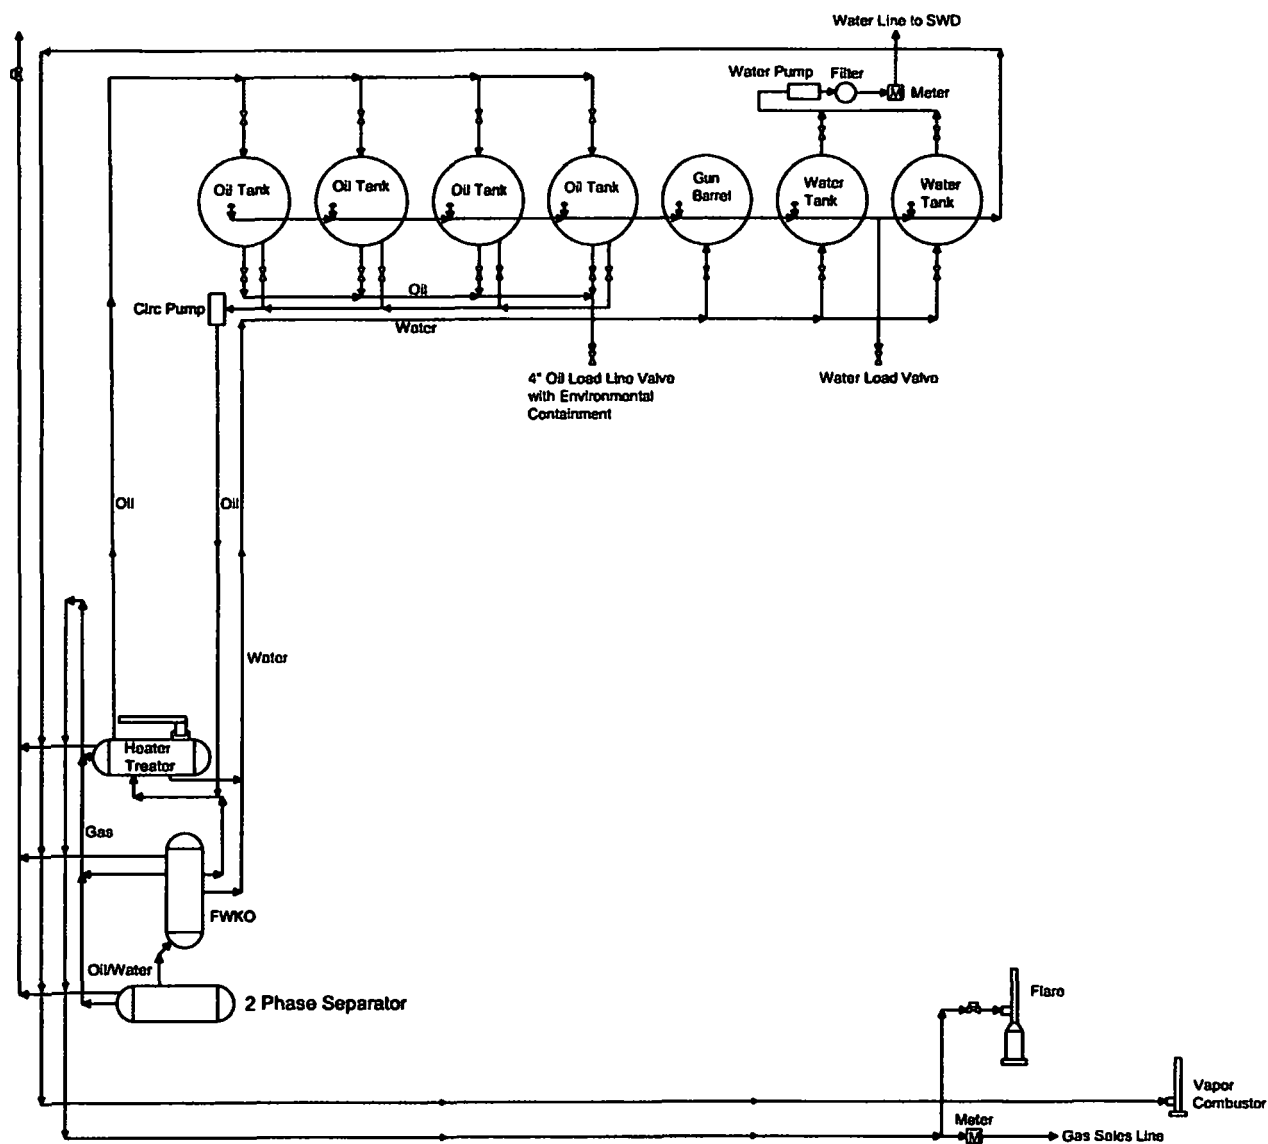 Water Line to SWD
Water Pump
Filter
Meter
Oil Tank
Oil Tank
Oil Tank
Oil Tank
Gun
Barrel
Water
Tank
Water
Tank
M
Oil
Circ Pump
Water
4" Oil Load Line Valve
with Environmental
Containment
Water Load Valve
Oil
Oil
Water
Heater
Treater
Gas
FWKO
Oil/Water
2 Phase Separator
Flare
Vapor
Combustor
Meter
M
Gas Sales Line